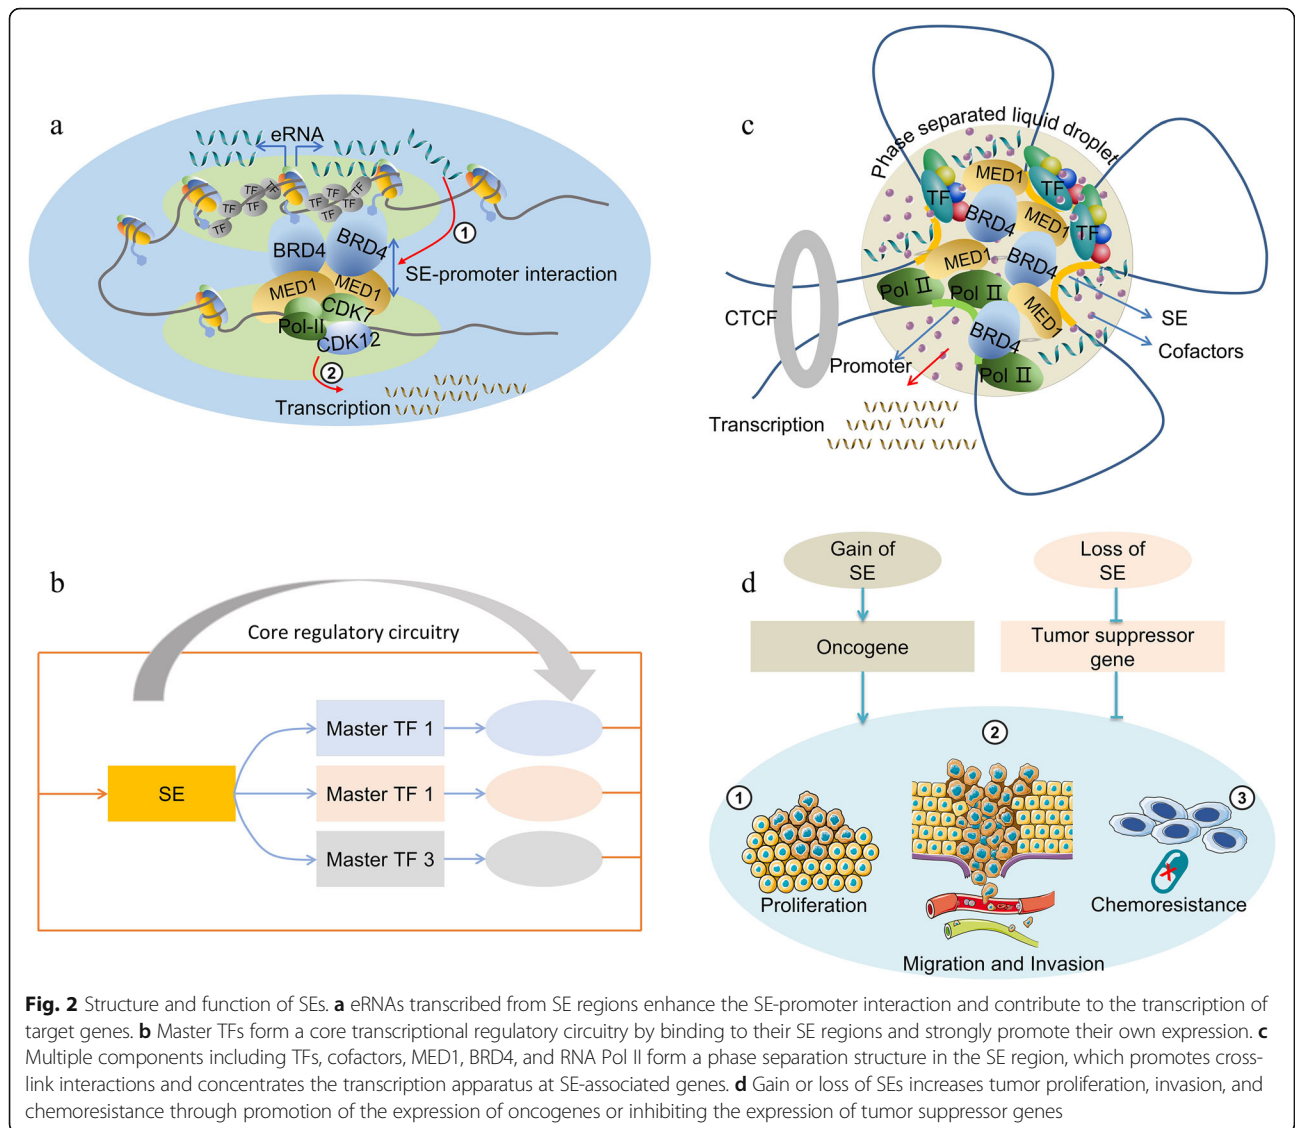 a
eRNA
TF TF TF TF TF TF TF TF TF TF
BRD4
BRD4
1
SE-promoter interaction
MED1
MED1
CDK7
Pol-II
CDK12
2
Transcription
c
Phase separated liquid droplet
MED1
TF
TF
BRD4
MED1
TF
MED1
BRD4
Pol II
Pol II
MED1
CTCF
SE
BRD4
Cofactors
Promoter
Pol II
Transcription
b
Core regulatory circuitry
Master TF 1
SE
Master TF 1
Master TF 3
d
Gain of
SE
Loss of
SE
Oncogene
Tumor suppressor
gene
2
1
3
Proliferation
Chemoresistance
Migration and Invasion
Fig. 2 Structure and function of SEs. a eRNAs transcribed from SE regions enhance the SE-promoter interaction and contribute to the transcription of
target genes. b Master TFs form a core transcriptional regulatory circuitry by binding to their SE regions and strongly promote their own expression. c
Multiple components including TFs, cofactors, MED1, BRD4, and RNA Pol II form a phase separation structure in the SE region, which promotes cross-
link interactions and concentrates the transcription apparatus at SE-associated genes. d Gain or loss of SEs increases tumor proliferation, invasion, and
chemoresistance through promotion of the expression of oncogenes or inhibiting the expression of tumor suppressor genes